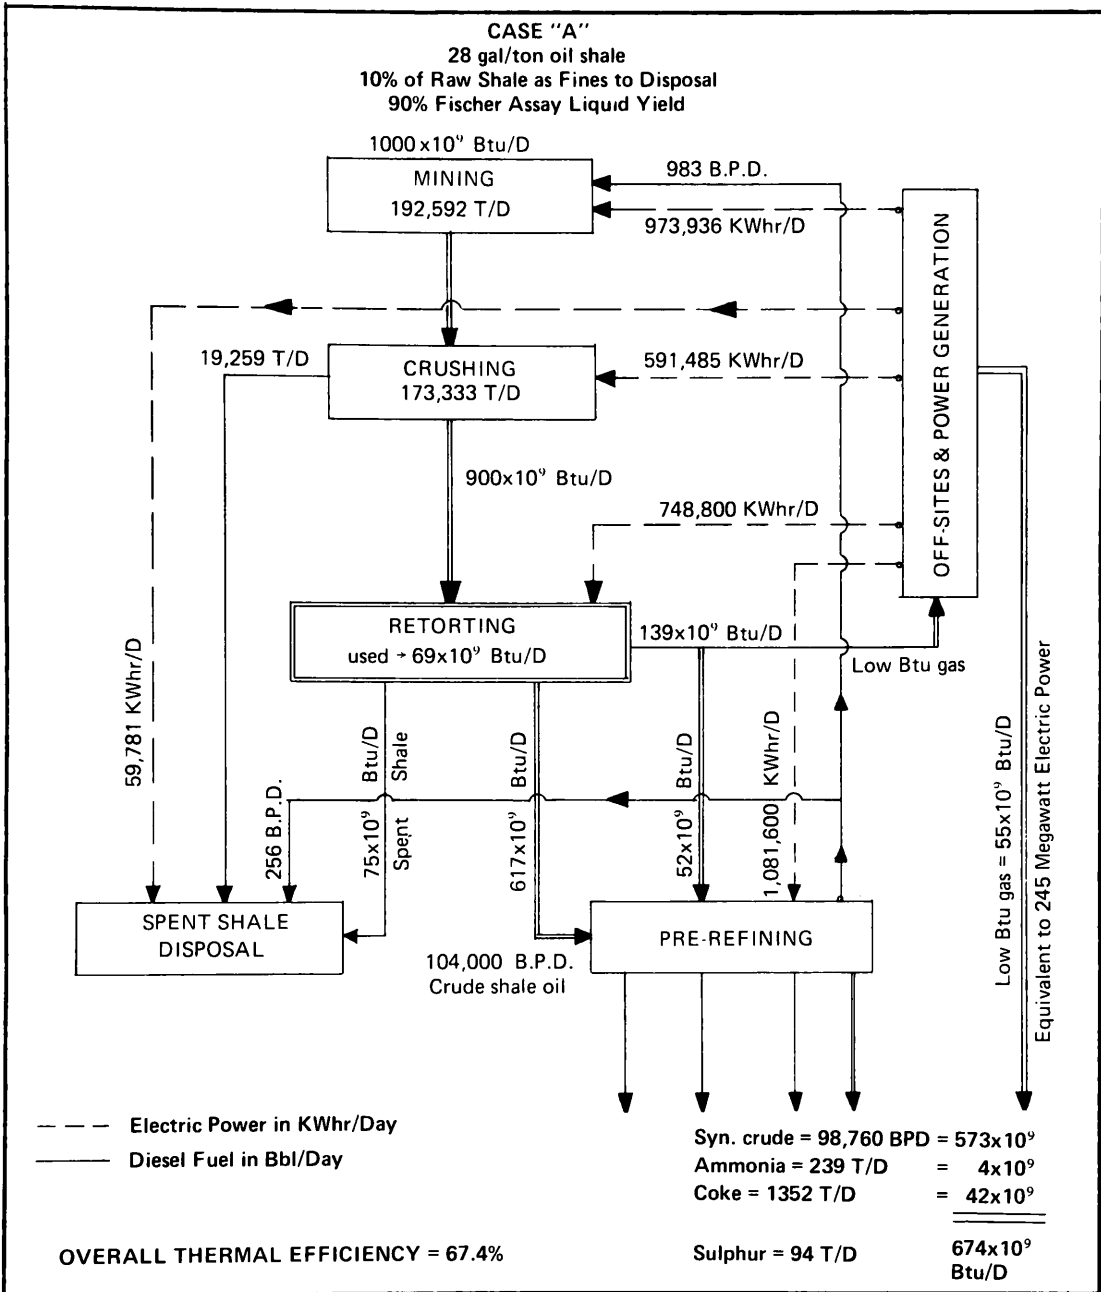 CASE "A"
28 gal/ton oil shale
10% of Raw Shale as Fines to Disposal
90% Fischer Assay Liquid Yield
1000x10⁹ Btu/D
MINING
192,592 T/D
983 B.P.D.
973,936 KWhr/D
OFF-SITES & POWER GENERATION
19,259 T/D
CRUSHING
173,333 T/D
591,485 KWhr/D
900x10⁹ Btu/D
748,800 KWhr/D
RETORTING
used → 69x10⁹ Btu/D
139x10⁹ Btu/D
Low Btu gas
59,781 KWhr/D
256 B.P.D.
75x10⁹ Btu/D
Spent Shale
617x10⁹ Btu/D
52x10⁹ Btu/D
1,081,600 KWhr/D
Low Btu gas = 55x10⁹ Btu/D
Equivalent to 245 Megawatt Electric Power
SPENT SHALE
DISPOSAL
PRE-REFINING
104,000 B.P.D.
Crude shale oil
Electric Power in KWhr/Day
Diesel Fuel in Bbl/Day
Syn. crude = 98,760 BPD = 573x10⁹
Ammonia = 239 T/D = 4x10⁹
Coke = 1352 T/D = 42x10⁹
OVERALL THERMAL EFFICIENCY = 67.4%
Sulphur = 94 T/D
674x10⁹
Btu/D